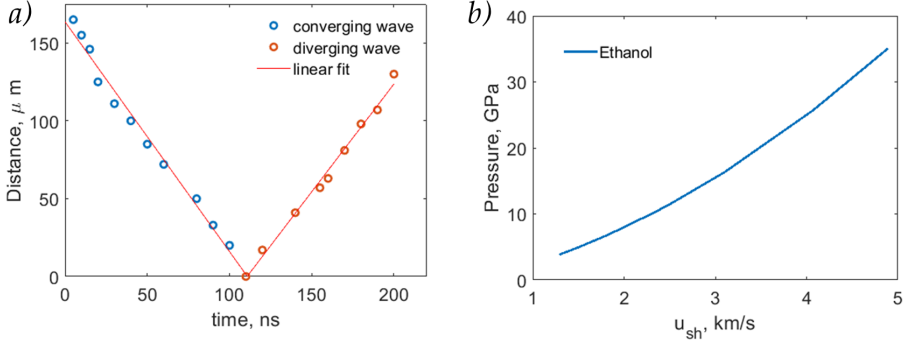 a)
converging wave
diverging wave
linear fit
Distance, μ m
150
100
50
0
0 50 100 150 200
time, ns
b)
Ethanol
Pressure, GPa
40
30
20
10
0
1 2 3 4 5
u_sh, km/s